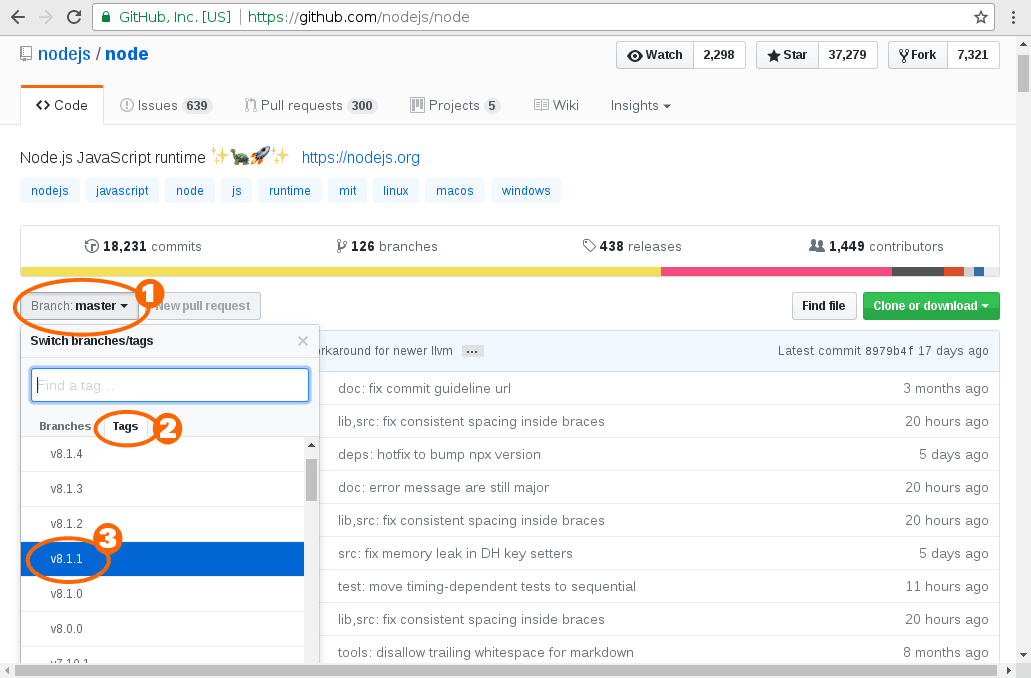 GitHub, Inc. [US] https://github.com/nodejs/node
nodejs / node
Watch 2,298 Star 37,279 Fork 7,321
Code Issues 639 Pull requests 300 Projects 5 Wiki Insights
Node.js JavaScript runtime ✨🐢🚀✨ https://nodejs.org
nodejs javascript node js runtime mit linux macos windows
18,231 commits 126 branches 438 releases 1,449 contributors
Branch: master 1 New pull request Find file Clone or download
Switch branches/tags × rkaround for newer llvm … Latest commit 8979b4f 17 days ago
Find a tag... doc: fix commit guideline url 3 months ago
lib,src: fix consistent spacing inside braces 20 hours ago
Branches Tags 2
v8.1.4 deps: hotfix to bump npx version 5 days ago
v8.1.3 doc: error message are still major 20 hours ago
v8.1.2 lib,src: fix consistent spacing inside braces 20 hours ago
3
v8.1.1 src: fix memory leak in DH key setters 5 days ago
v8.1.0 test: move timing-dependent tests to sequential 11 hours ago
v8.0.0 lib,src: fix consistent spacing inside braces 20 hours ago
v7.10.1 tools: disallow trailing whitespace for markdown 8 months ago